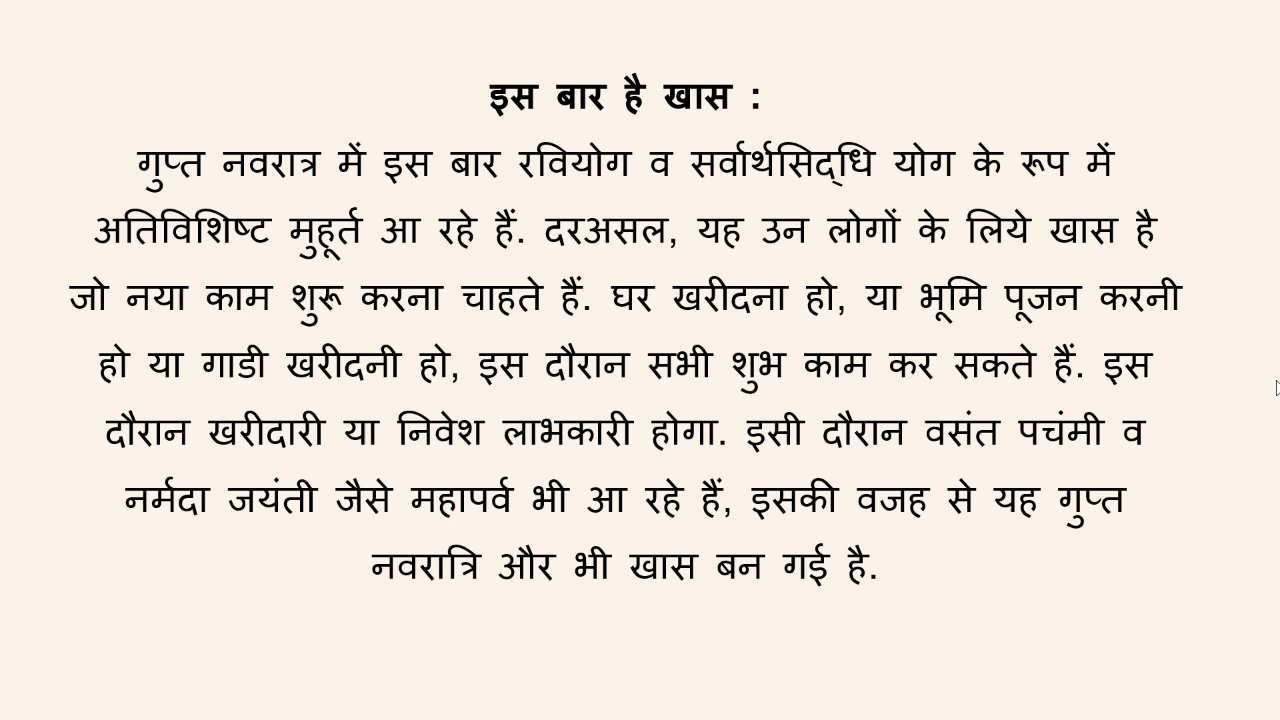 इस बार है खास :
गुप्त नवरात्र में इस बार रवियोग व सर्वार्थसिद्धि योग के रूप में
अतिविशिष्ट मुहूर्त आ रहे हैं. दरअसल, यह उन लोगों के लिये खास है
जो नया काम शुरू करना चाहते हैं. घर खरीदना हो, या भूमि पूजन करनी
हो या गाडी खरीदनी हो, इस दौरान सभी शुभ काम कर सकते हैं. इस
दौरान खरीदारी या निवेश लाभकारी होगा. इसी दौरान वसंत पचंमी व
नर्मदा जयंती जैसे महापर्व भी आ रहे हैं, इसकी वजह से यह गुप्त
नवरात्रि और भी खास बन गई है.